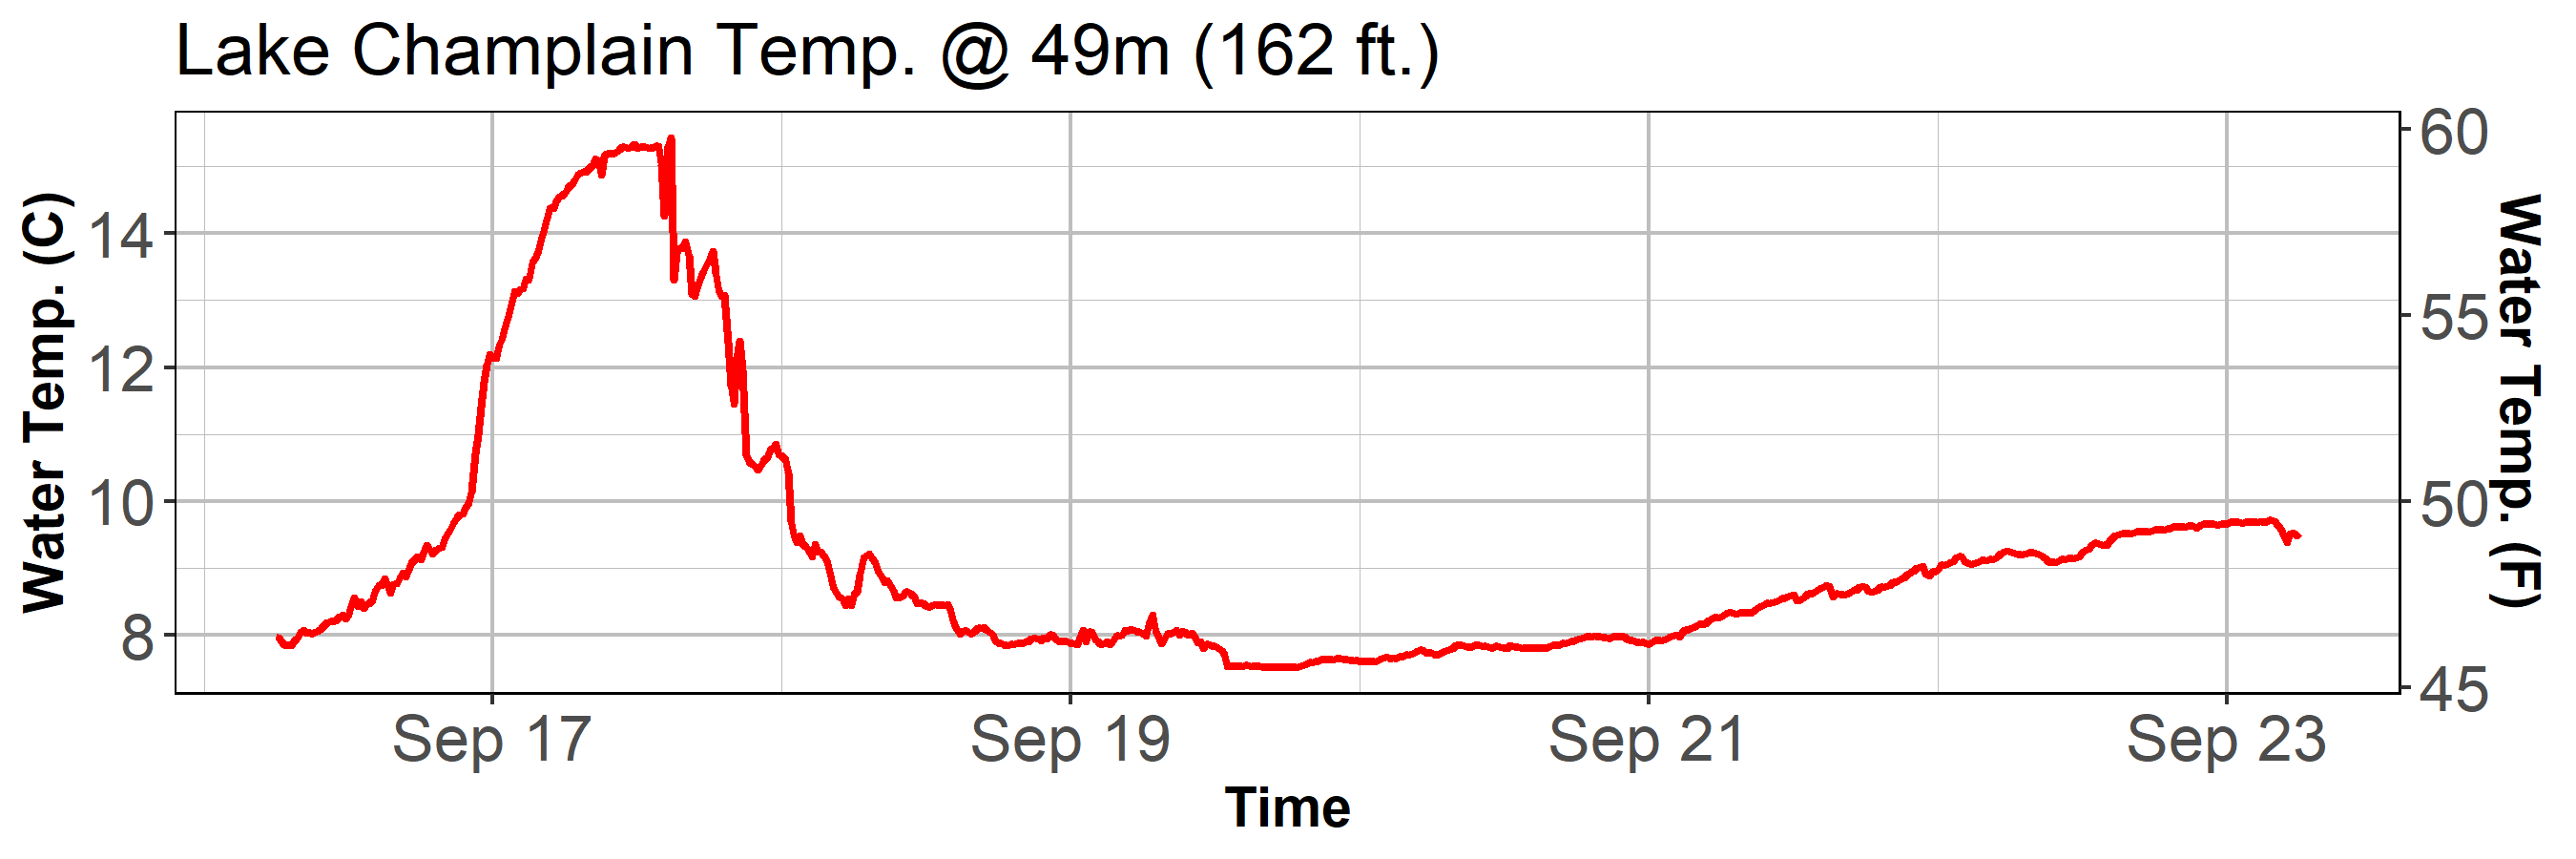 Lake Champlain Temp. @ 49m (162 ft.)
Water Temp. (C)
14
12
10
8
60
55
50
45
Water Temp. (F)
Sep 17 Sep 19 Sep 21 Sep 23
Time